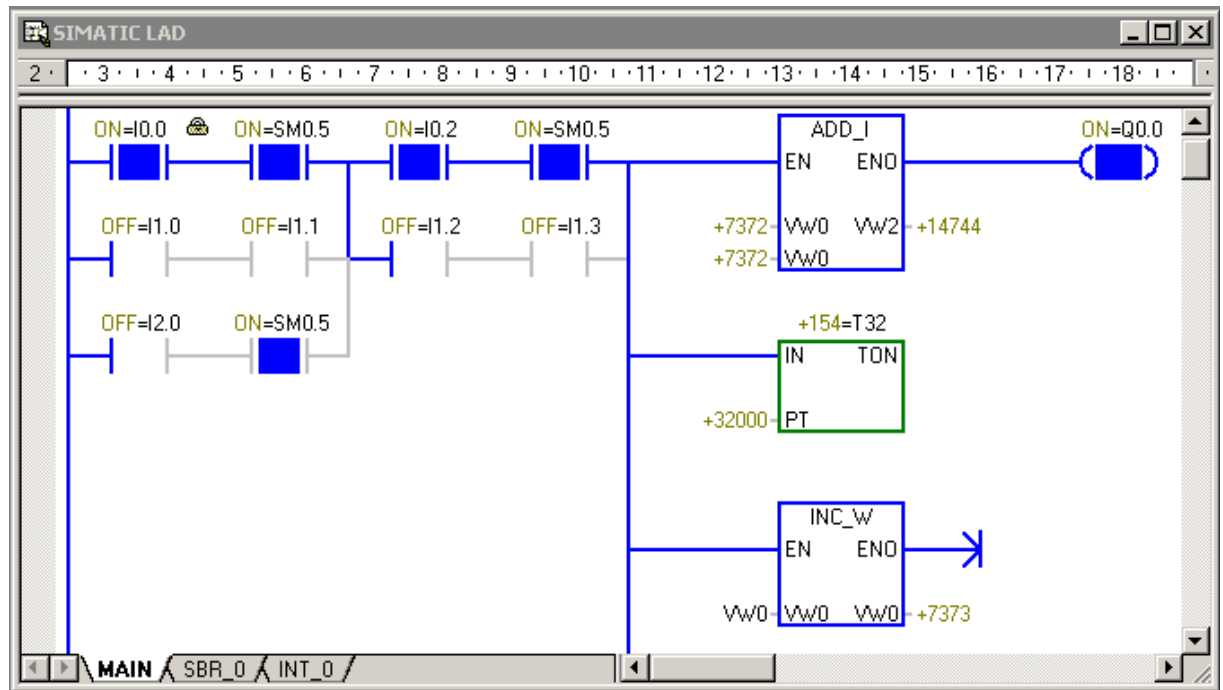 SIMATIC LAD
2 · · 3 · ı · 4 · ı · 5 · ı · 6 · ı · 7 · ı · 8 · ı · 9 · ı · 10 · ı · 11 · ı · 12 · ı · 13 · ı · 14 · ı · 15 · ı · 16 · ı · 17 · ı · 18 · ı ·
ON=I0.0 ON=SM0.5 ON=I0.2 ON=SM0.5 ADD_I ON=Q0.0
EN ENO
OFF=I1.0 OFF=I1.1 OFF=I1.2 OFF=I1.3 +7372 VW0 VW2 +14744
+7372 VW0
OFF=I2.0 ON=SM0.5 +154=T32
IN TON
+32000 PT
INC_W
EN ENO
VW0 VW0 VW0 +7373
MAIN SBR_0 INT_0